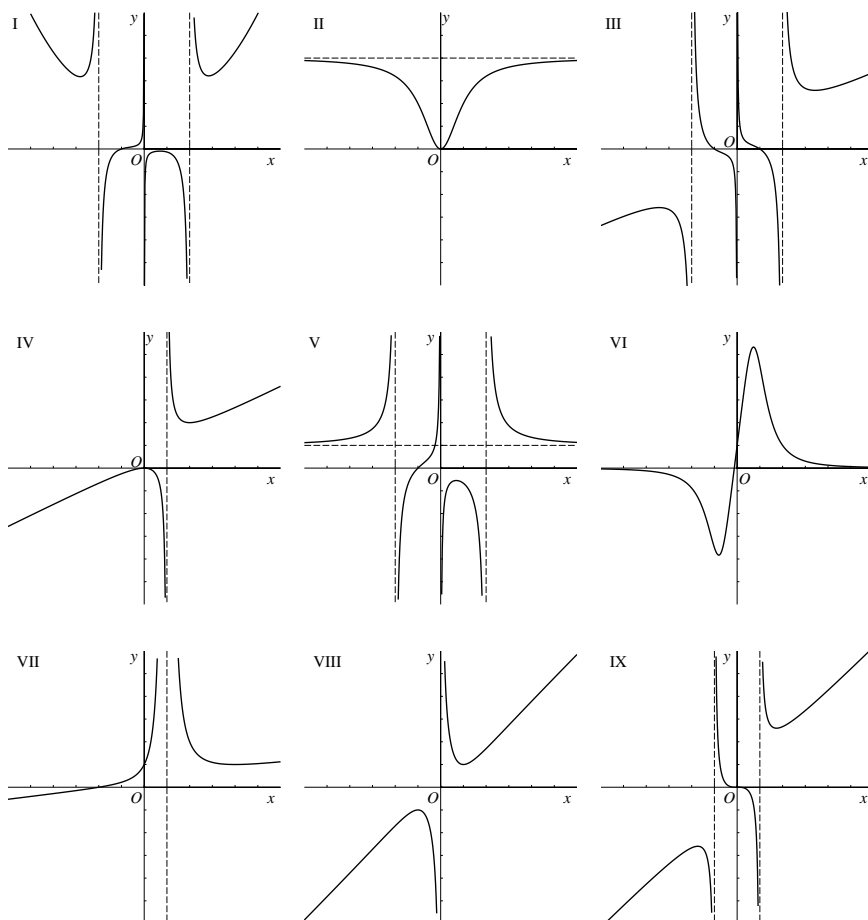 I y O x
II y O x
III y O x
IV y O x
V y O x
VI y O x
VII y O x
VIII y O x
IX y O x